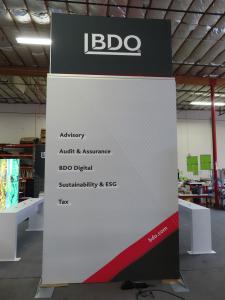 BDO
Advisory
Audit & Assurance
BDO Digital
Sustainability & ESG
Tax
bdo.com